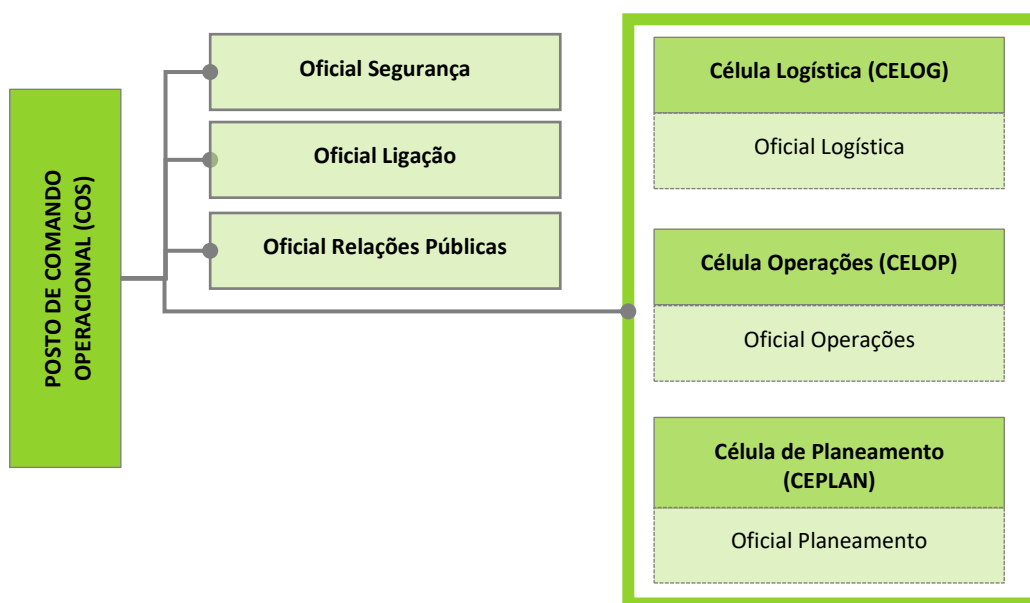 POSTO DE COMANDO
OPERACIONAL (COS)
Oficial Segurança
Oficial Ligação
Oficial Relações Públicas
Célula Logística (CELOG)
Oficial Logística
Célula Operações (CELOP)
Oficial Operações
Célula de Planeamento
(CEPLAN)
Oficial Planeamento